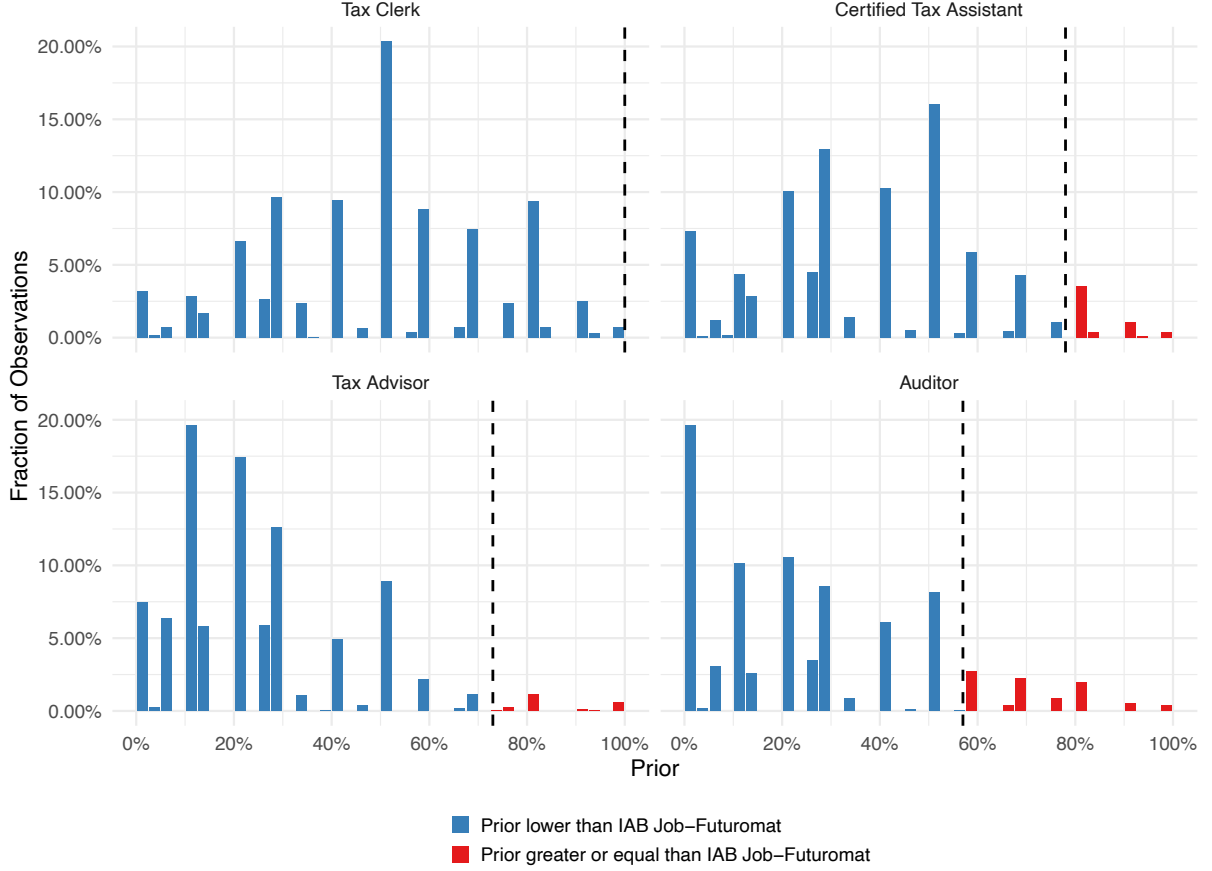 Tax Clerk
Certified Tax Assistant
20.00%
15.00%
10.00%
5.00%
0.00%
Fraction of Observations
Tax Advisor
Auditor
20.00%
15.00%
10.00%
5.00%
0.00%
0% 20% 40% 60% 80% 100%
0% 20% 40% 60% 80% 100%
Prior
Prior lower than IAB Job−Futuromat
Prior greater or equal than IAB Job−Futuromat